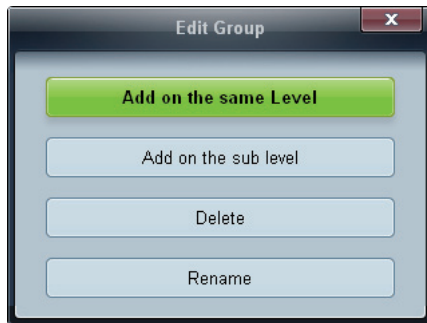 Edit Group
x
Add on the same Level
Add on the sub level
Delete
Rename